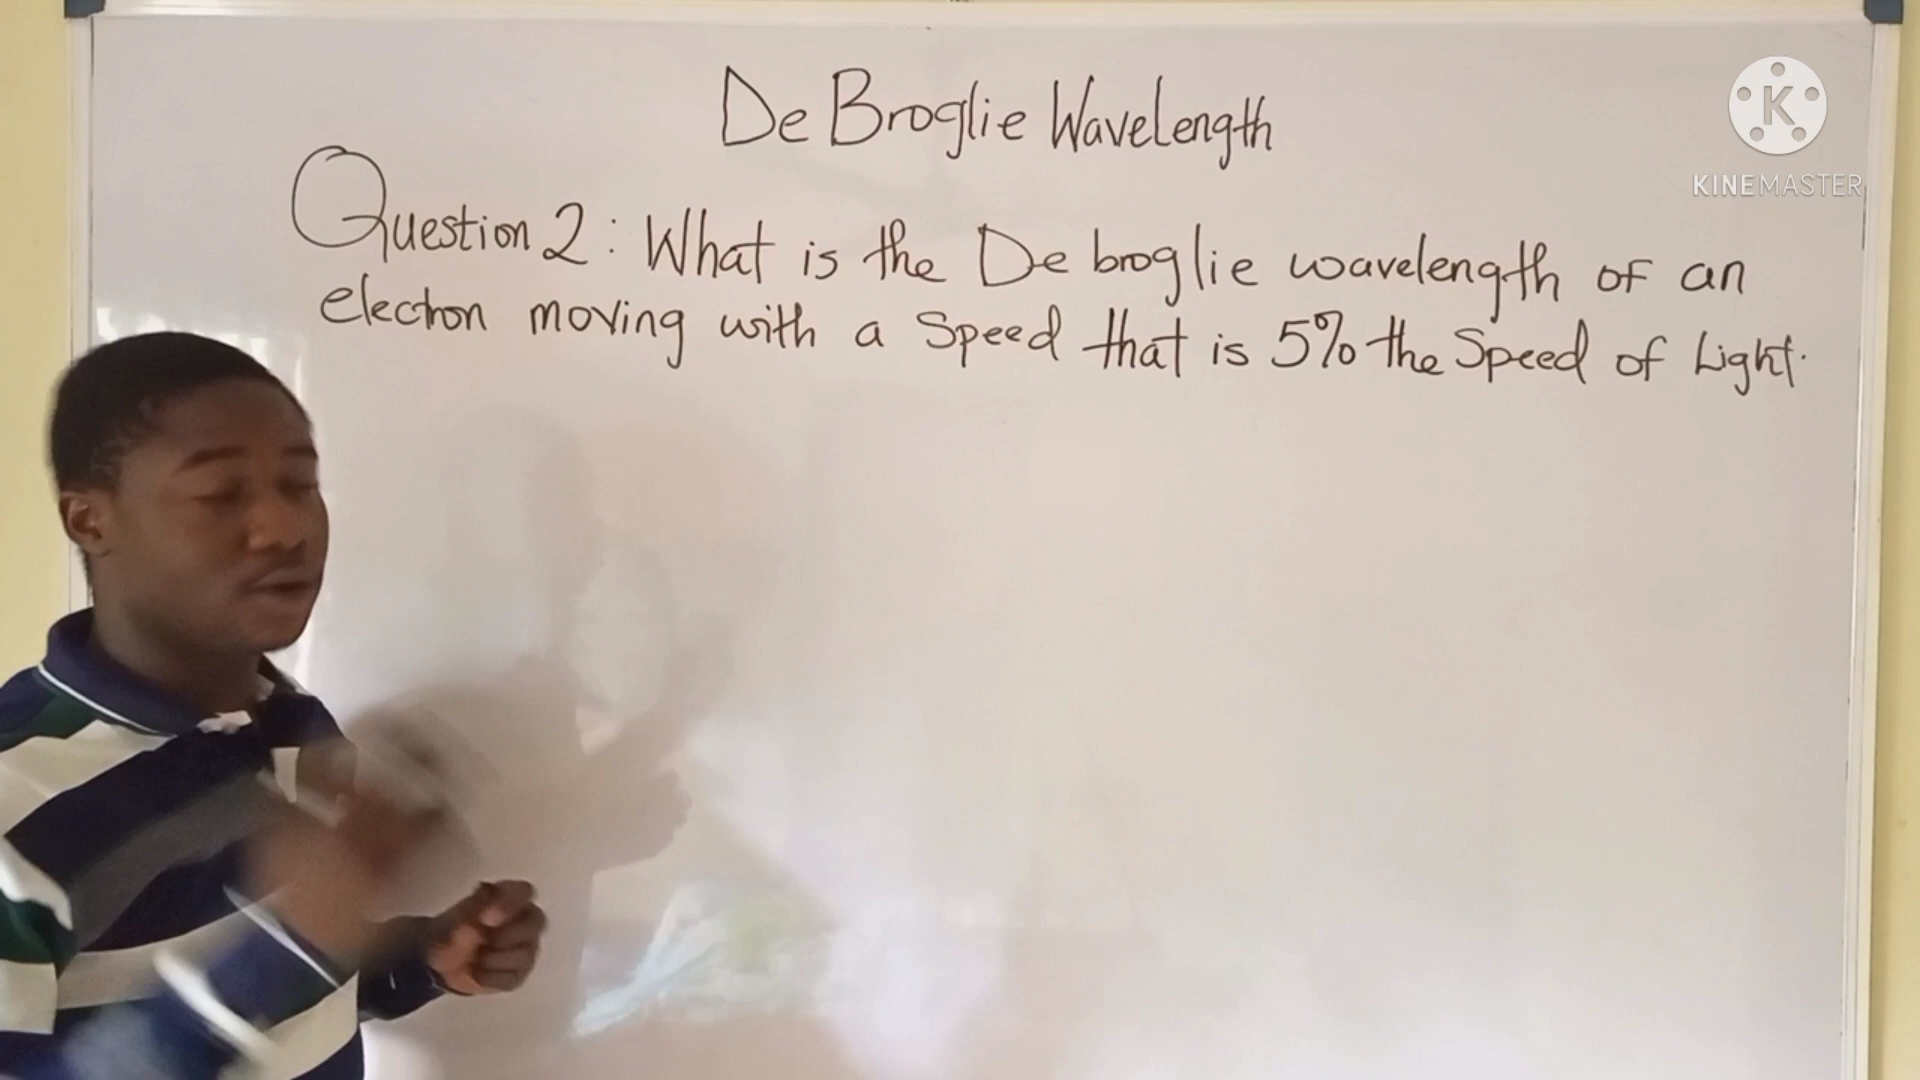 De Broglie Wavelength
K
KINEMASTER
Question 2: What is the De broglie wavelength of an
electron moving with a Speed that is 5% the Speed of Light.